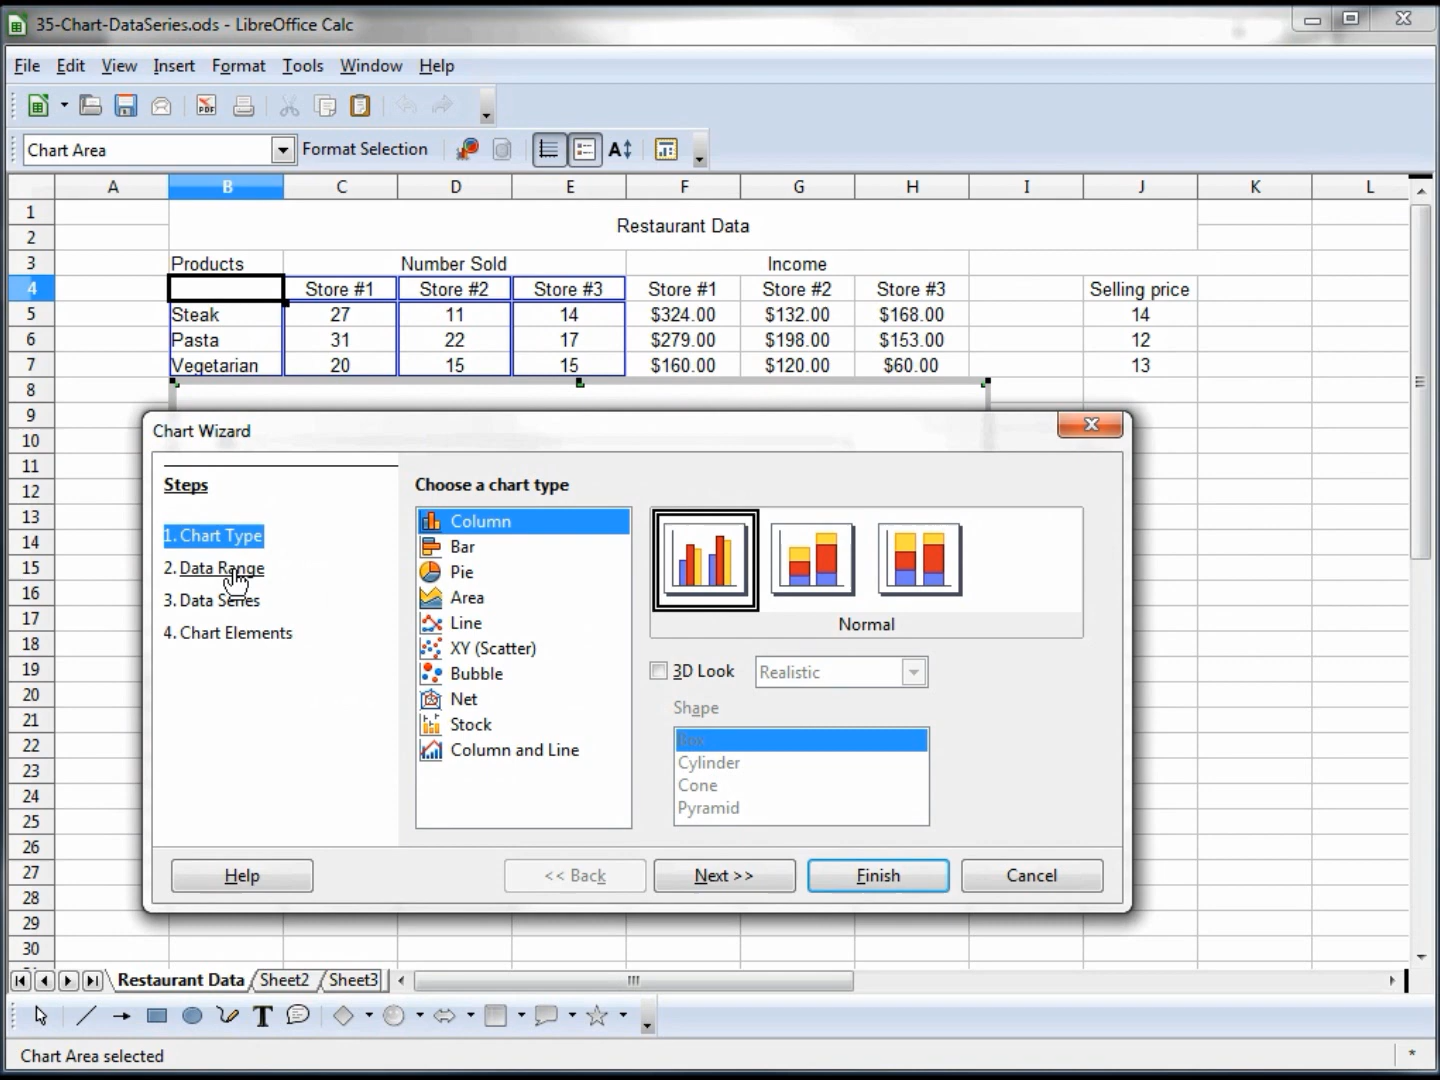 35-Chart-DataSeries.ods - LibreOffice Calc
File Edit View Insert Format Tools Window Help
PDF
Chart Area Format Selection A
A B C D E F G H I J K L
1
2 Restaurant Data
3 Products Number Sold Income
4 Store #1 Store #2 Store #3 Store #1 Store #2 Store #3 Selling price
5 Steak 27 11 14 $324.00 $132.00 $168.00 14
6 Pasta 31 22 17 $279.00 $198.00 $153.00 12
7 Vegetarian 20 15 15 $160.00 $120.00 $60.00 13
8
9
10
11
12
13
14
15
16
17
18
19
20
21
22
23
24
25
26
27
28
29
30
Chart Wizard
Steps
1. Chart Type
2. Data Range
3. Data Series
4. Chart Elements
Choose a chart type
Column
Bar
Pie
Area
Line
XY (Scatter)
Bubble
Net
Stock
Column and Line
Normal
3D Look Realistic
Shape
Box
Cylinder
Cone
Pyramid
Help << Back Next >> Finish Cancel
Restaurant Data Sheet2 Sheet3
T
Chart Area selected *